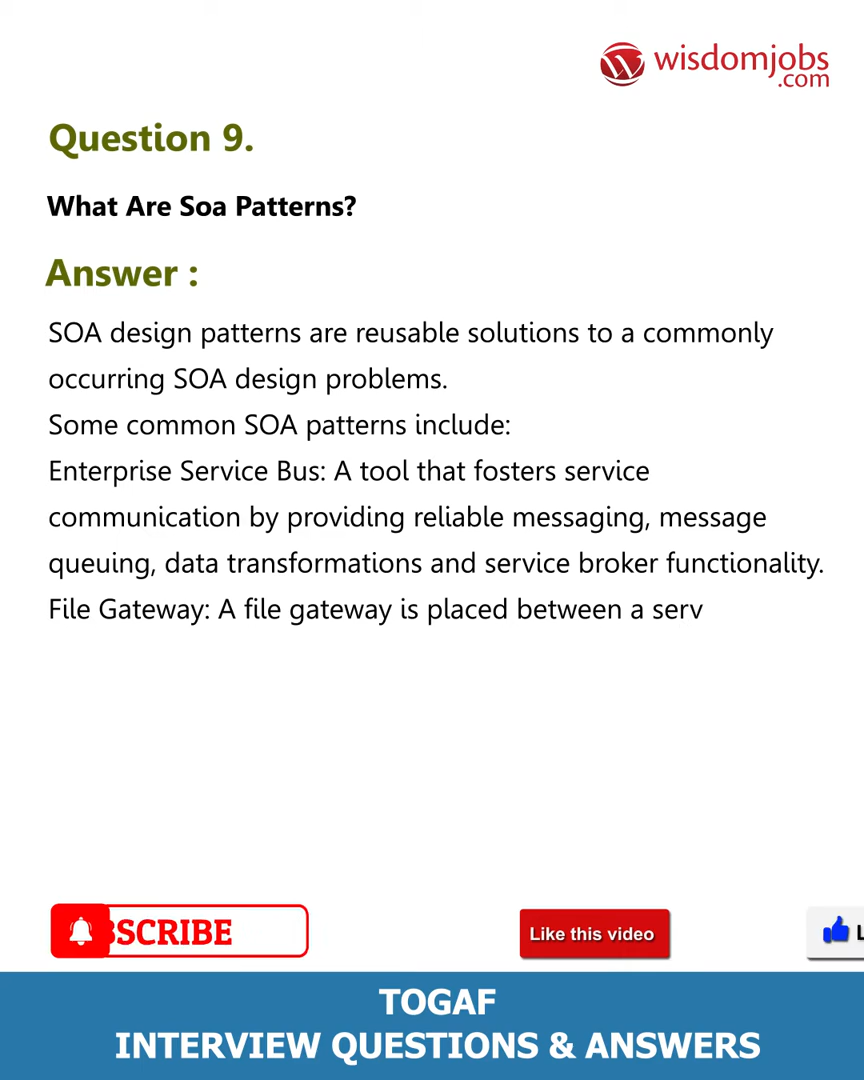 wisdomjobs
.com
Question 9.
What Are Soa Patterns?
Answer :
SOA design patterns are reusable solutions to a commonly
occurring SOA design problems.
Some common SOA patterns include:
Enterprise Service Bus: A tool that fosters service
communication by providing reliable messaging, message
queuing, data transformations and service broker functionality.
File Gateway: A file gateway is placed between a serv
SCRIBE
Like this video
L
TOGAF
INTERVIEW QUESTIONS & ANSWERS